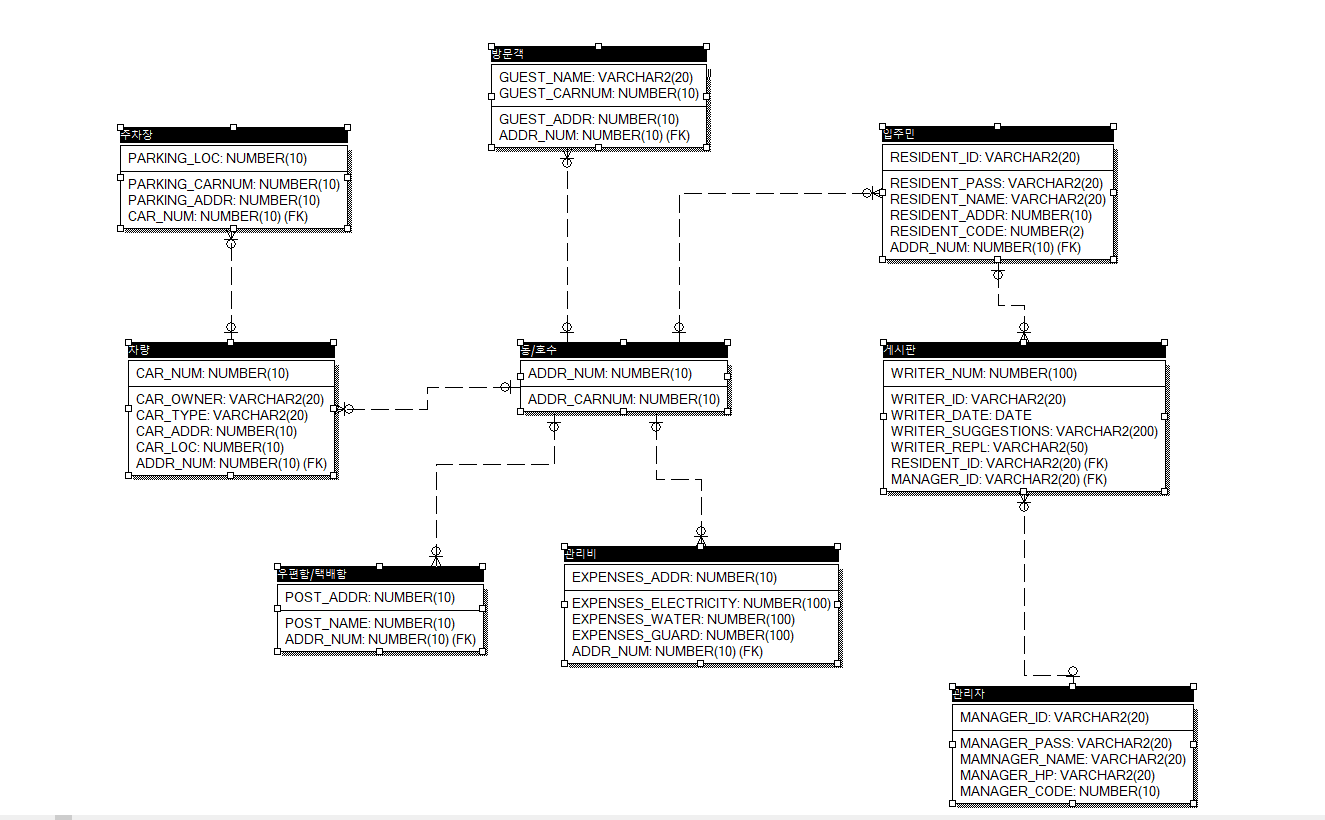 방문객
GUEST_NAME: VARCHAR2(20)
GUEST_CARNUM: NUMBER(10)
GUEST_ADDR: NUMBER(10)
ADDR_NUM: NUMBER(10) (FK)
주차장
PARKING_LOC: NUMBER(10)
PARKING_CARNUM: NUMBER(10)
PARKING_ADDR: NUMBER(10)
CAR_NUM: NUMBER(10) (FK)
입주민
RESIDENT_ID: VARCHAR2(20)
RESIDENT_PASS: VARCHAR2(20)
RESIDENT_NAME: VARCHAR2(20)
RESIDENT_ADDR: NUMBER(10)
RESIDENT_CODE: NUMBER(2)
ADDR_NUM: NUMBER(10) (FK)
차량
CAR_NUM: NUMBER(10)
CAR_OWNER: VARCHAR2(20)
CAR_TYPE: VARCHAR2(20)
CAR_ADDR: NUMBER(10)
CAR_LOC: NUMBER(10)
ADDR_NUM: NUMBER(10) (FK)
동/호수
ADDR_NUM: NUMBER(10)
ADDR_CARNUM: NUMBER(10)
게시판
WRITER_NUM: NUMBER(100)
WRITER_ID: VARCHAR2(20)
WRITER_DATE: DATE
WRITER_SUGGESTIONS: VARCHAR2(200)
WRITER_REPL: VARCHAR2(50)
RESIDENT_ID: VARCHAR2(20) (FK)
MANAGER_ID: VARCHAR2(20) (FK)
우편함/택배함
POST_ADDR: NUMBER(10)
POST_NAME: NUMBER(10)
ADDR_NUM: NUMBER(10) (FK)
관리비
EXPENSES_ADDR: NUMBER(10)
EXPENSES_ELECTRICITY: NUMBER(100)
EXPENSES_WATER: NUMBER(100)
EXPENSES_GUARD: NUMBER(100)
ADDR_NUM: NUMBER(10) (FK)
관리자
MANAGER_ID: VARCHAR2(20)
MANAGER_PASS: VARCHAR2(20)
MAMNAGER_NAME: VARCHAR2(20)
MANAGER_HP: VARCHAR2(20)
MANAGER_CODE: NUMBER(10)